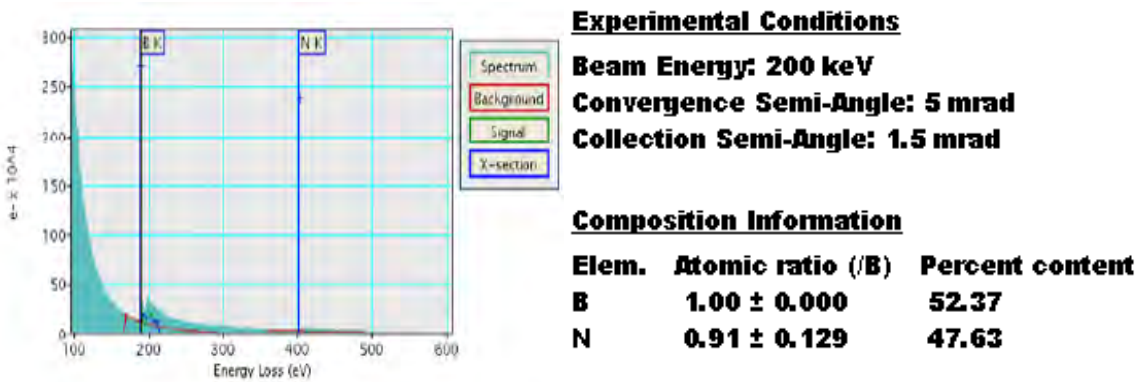 300
250
200
150
100
50
0
e- x 10^4
B K
N K
100 200 300 400 500 600
Energy Loss (eV)
Spectrum
Background
Signal
X-section
Experimental Conditions
Beam Energy: 200 keV
Convergence Semi-Angle: 5 mrad
Collection Semi-Angle: 1.5 mrad
Composition Information
Elem. Atomic ratio (/B) Percent content
B 1.00 ± 0.000 52.37
N 0.91 ± 0.129 47.63